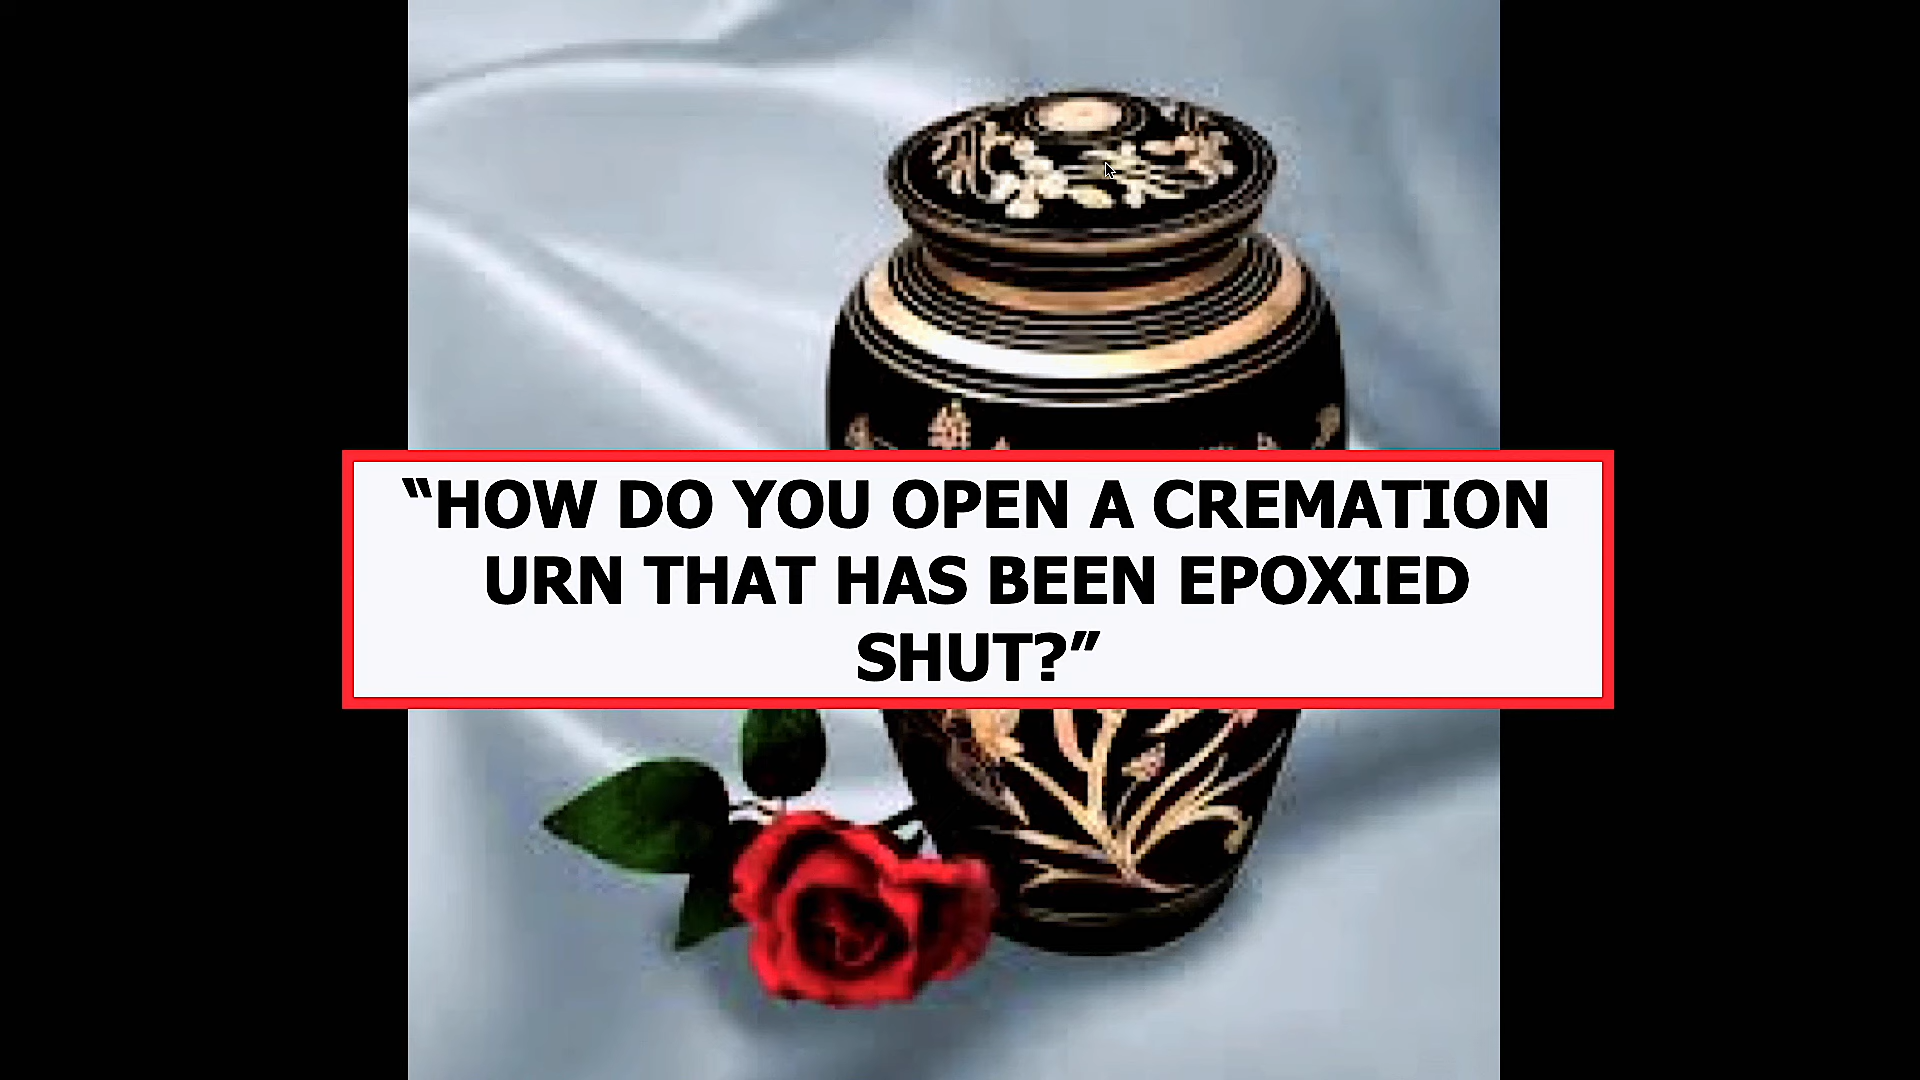 “HOW DO YOU OPEN A CREMATION
URN THAT HAS BEEN EPOXIED
SHUT?”